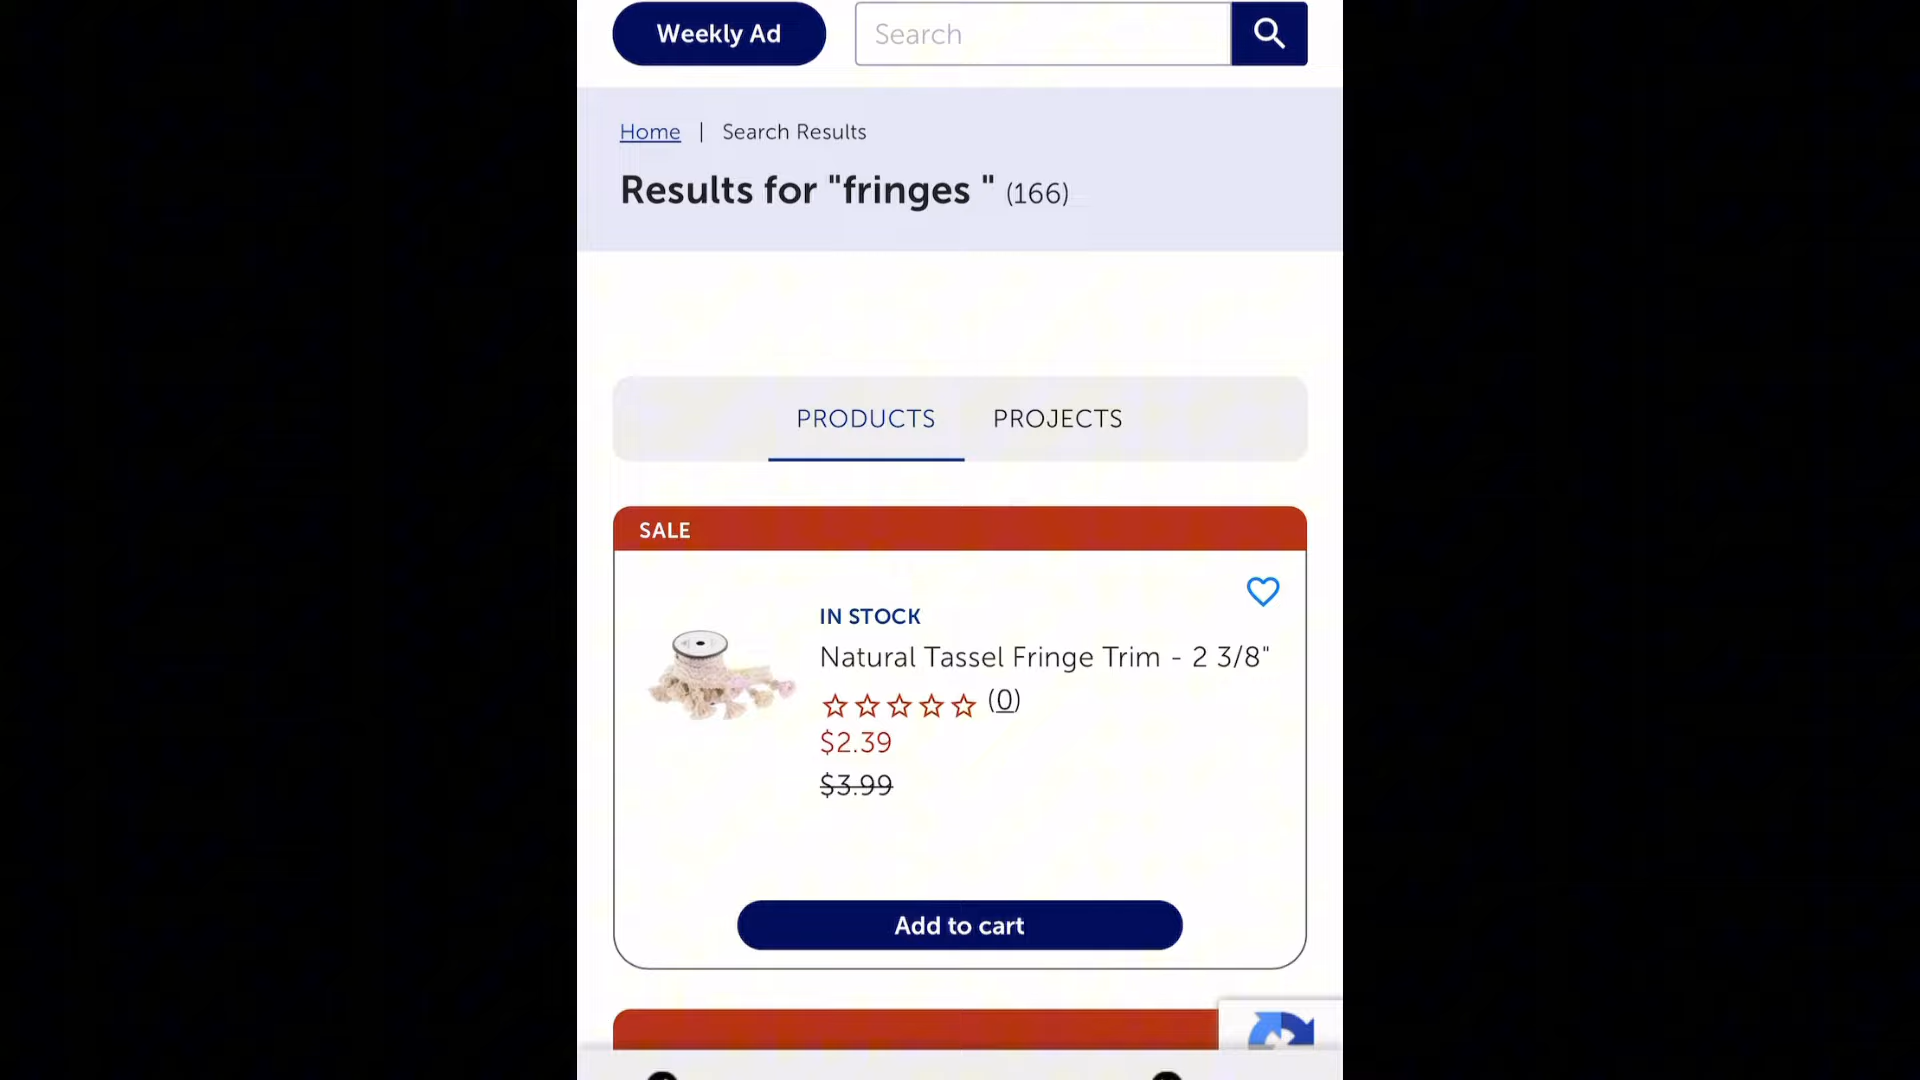 Weekly Ad
Search
Home | Search Results
Results for "fringes " (166)
PRODUCTS
PROJECTS
SALE
IN STOCK
Natural Tassel Fringe Trim - 2 3/8"
(0)
$2.39
$3.99
Add to cart